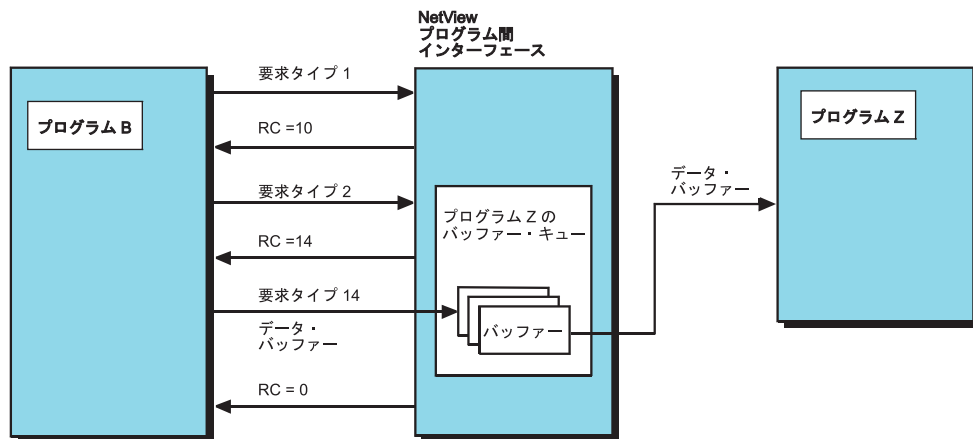 NetView
プログラム間
インターフェース
要求タイプ 1
プログラム B
RC =10
要求タイプ 2
RC =14
要求タイプ 14
データ・
バッファー
RC = 0
プログラム Z の
バッファー・キュー
バッファー
データ・
バッファー
プログラム Z